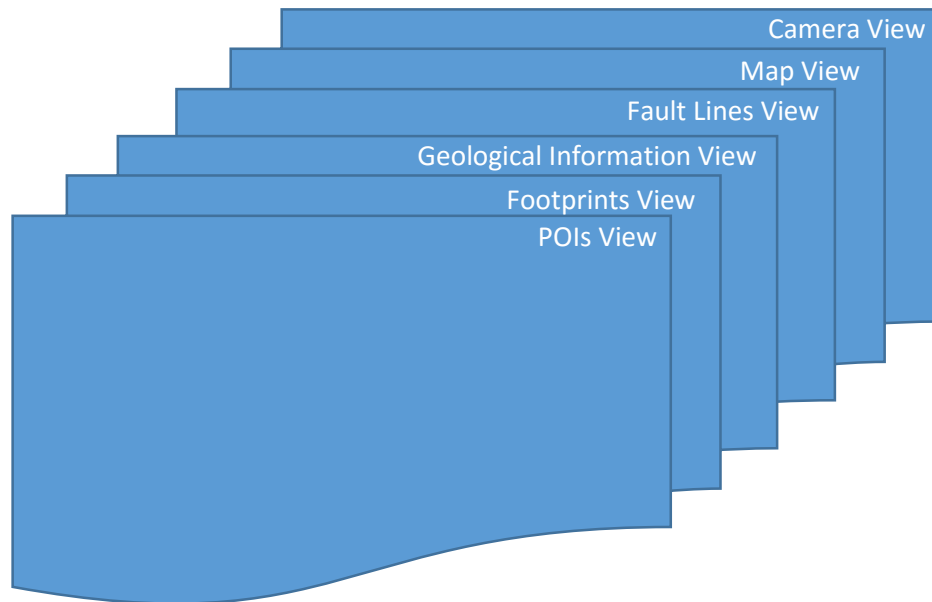 Camera View
Map View
Fault Lines View
Geological Information View
Footprints View
POIs View